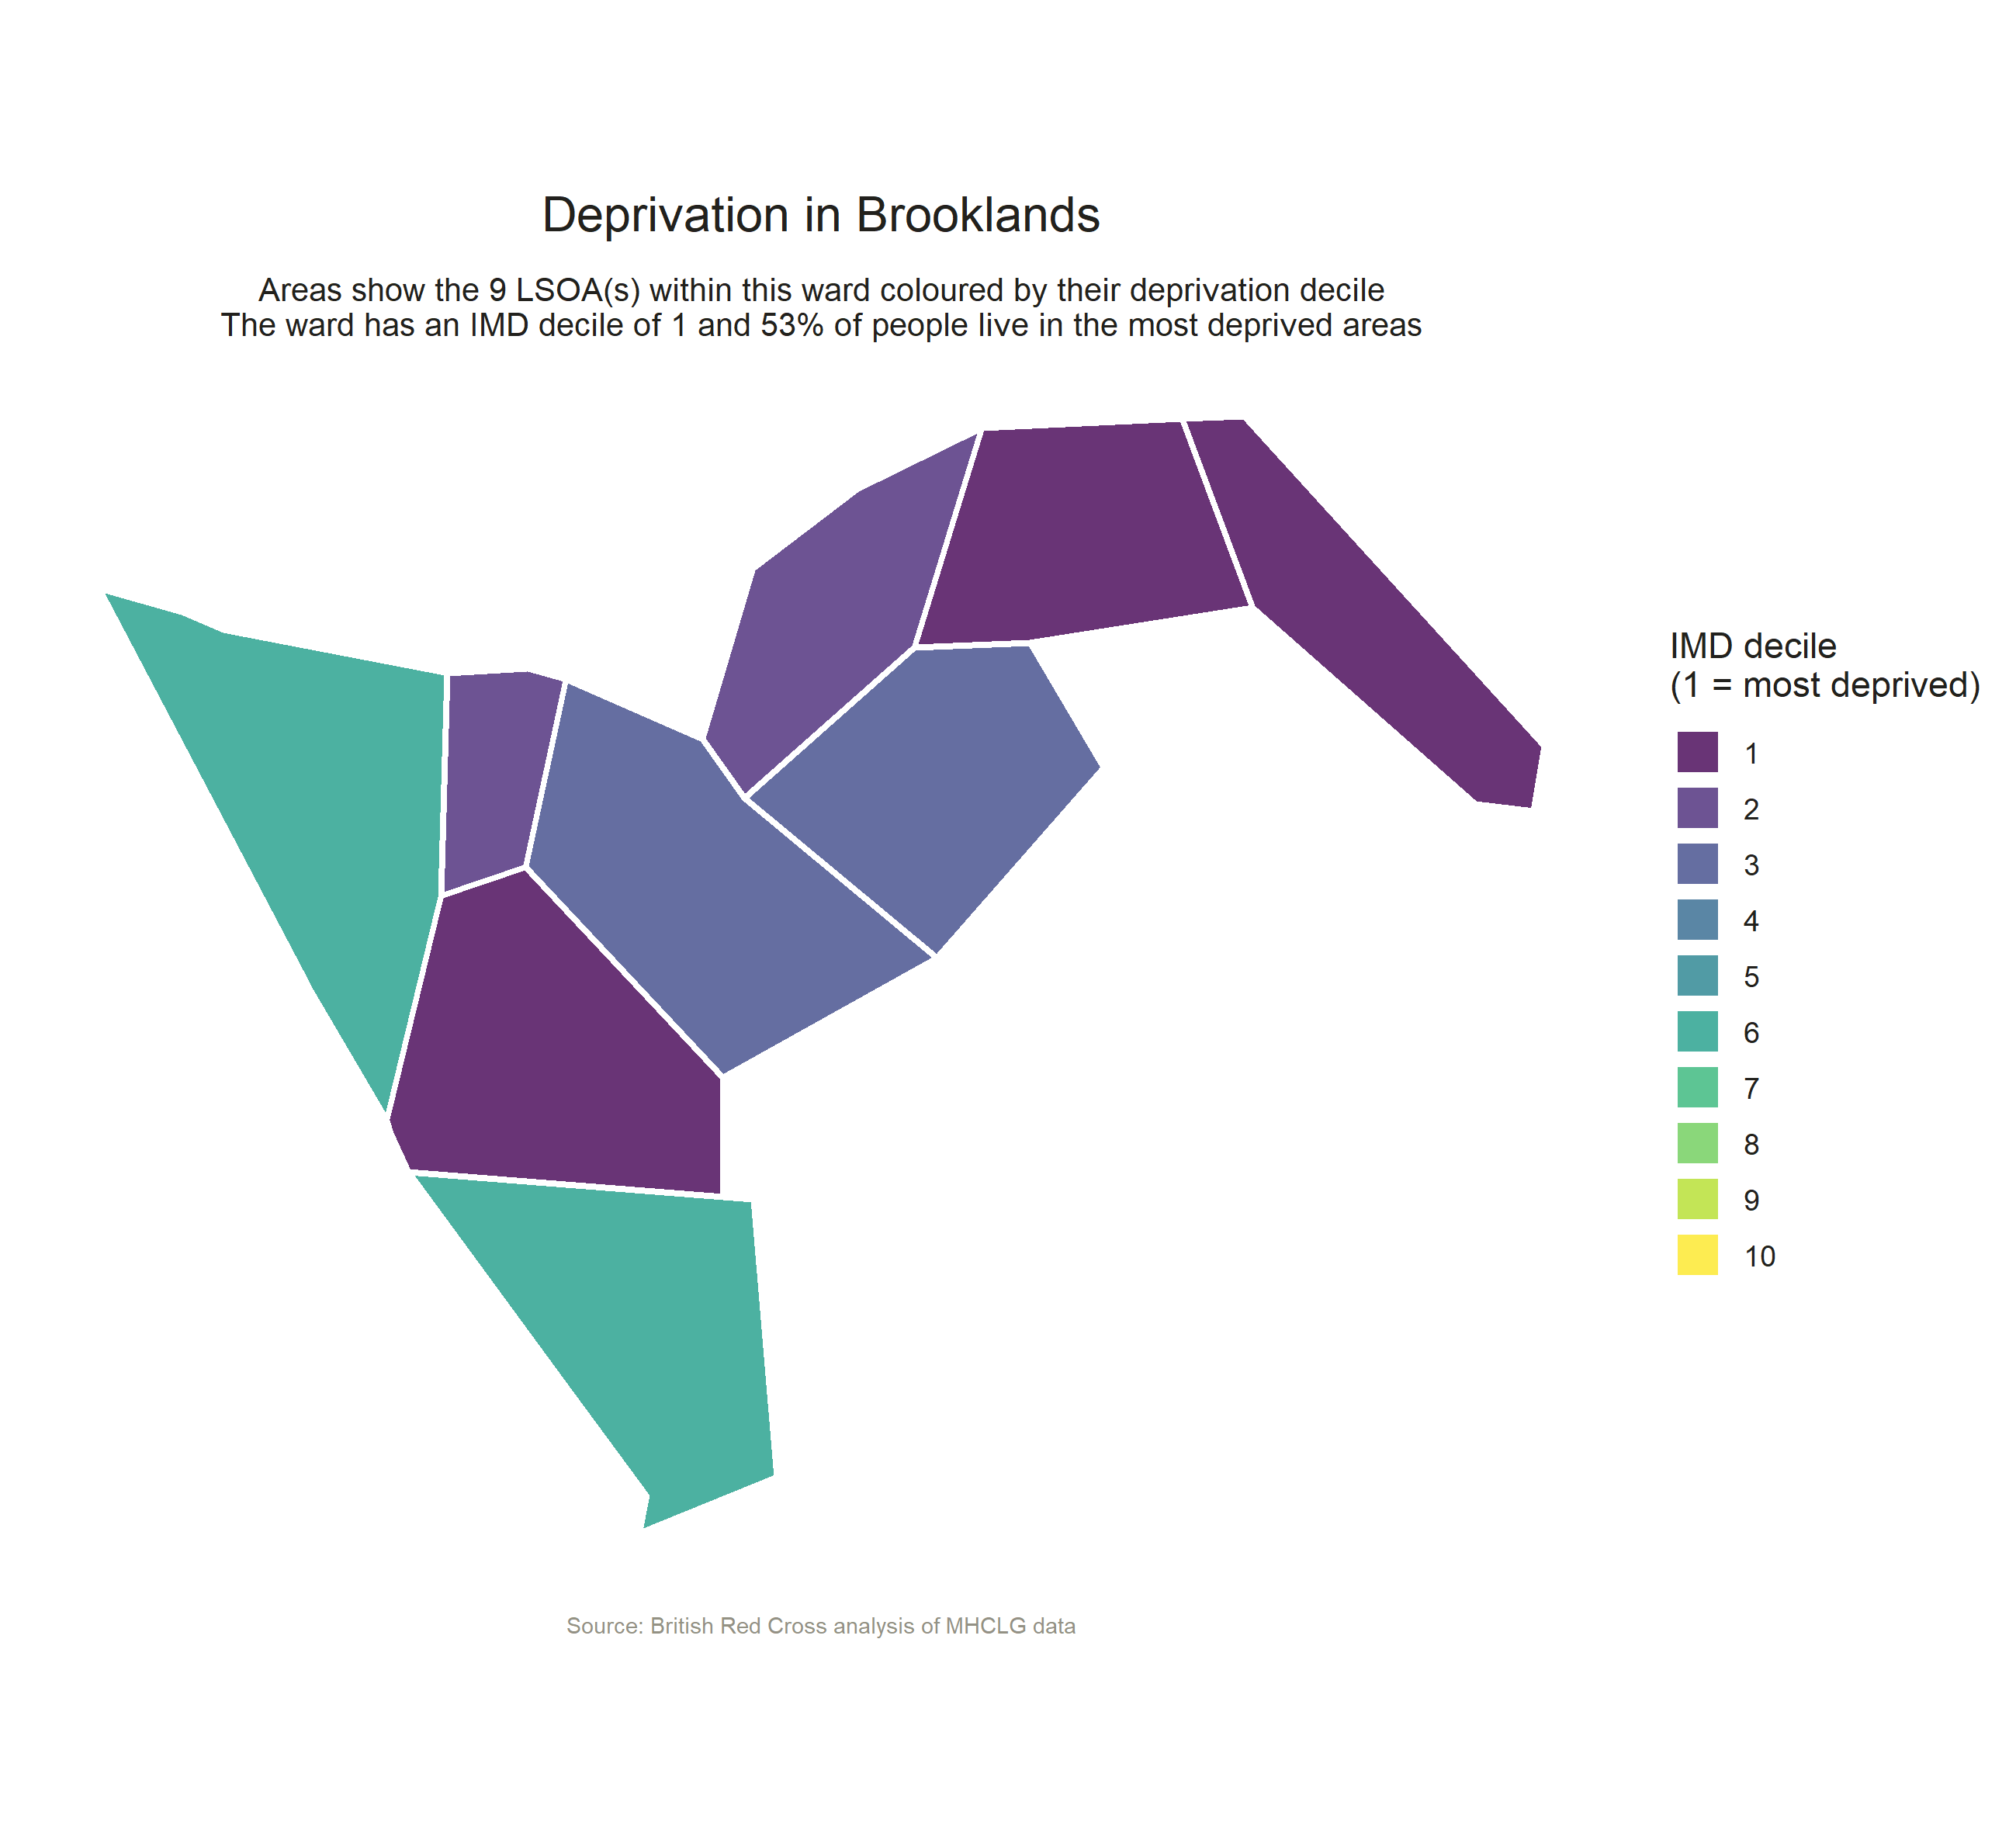 Deprivation in Brooklands
Areas show the 9 LSOA(s) within this ward coloured by their deprivation decile
The ward has an IMD decile of 1 and 53% of people live in the most deprived areas
IMD decile
(1 = most deprived)
1
2
3
4
5
6
7
8
9
10
Source: British Red Cross analysis of MHCLG data